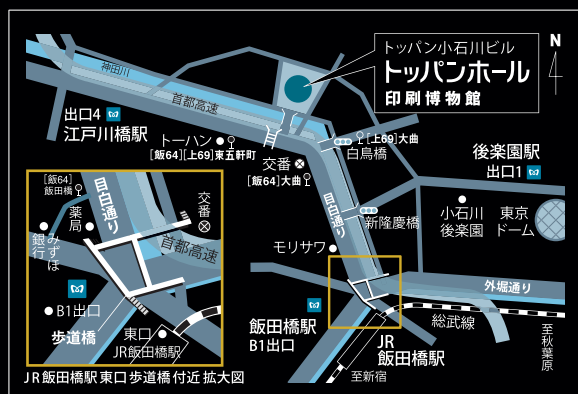 トッパン小石川ビル
トッパンホール
印刷博物館
N
神田川
首都高速
出口4
江戸川橋駅
トーハン
[飯64][上69]東五軒町
交番
[飯64]大曲
[上69]大曲
白鳥橋
後楽園駅
出口1
目白通り
新隆慶橋
小石川
後楽園
東京
ドーム
モリサワ
外堀通り
飯田橋駅
B1出口
JR
飯田橋駅
総武線
至秋葉原
至新宿
[飯64]
飯田橋
薬局
目白通り
交番
みずほ
銀行
首都高速
B1出口
歩道橋
東口
JR飯田橋駅
JR飯田橋駅東口歩道橋付近拡大図